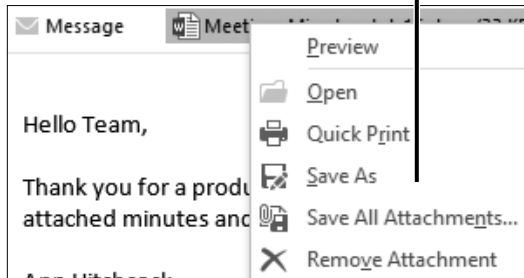 Message
Preview
Open
Quick Print
Hello Team,
Save As
Thank you for a
Save All Attachments...
attached minutes and
Remove Attachment